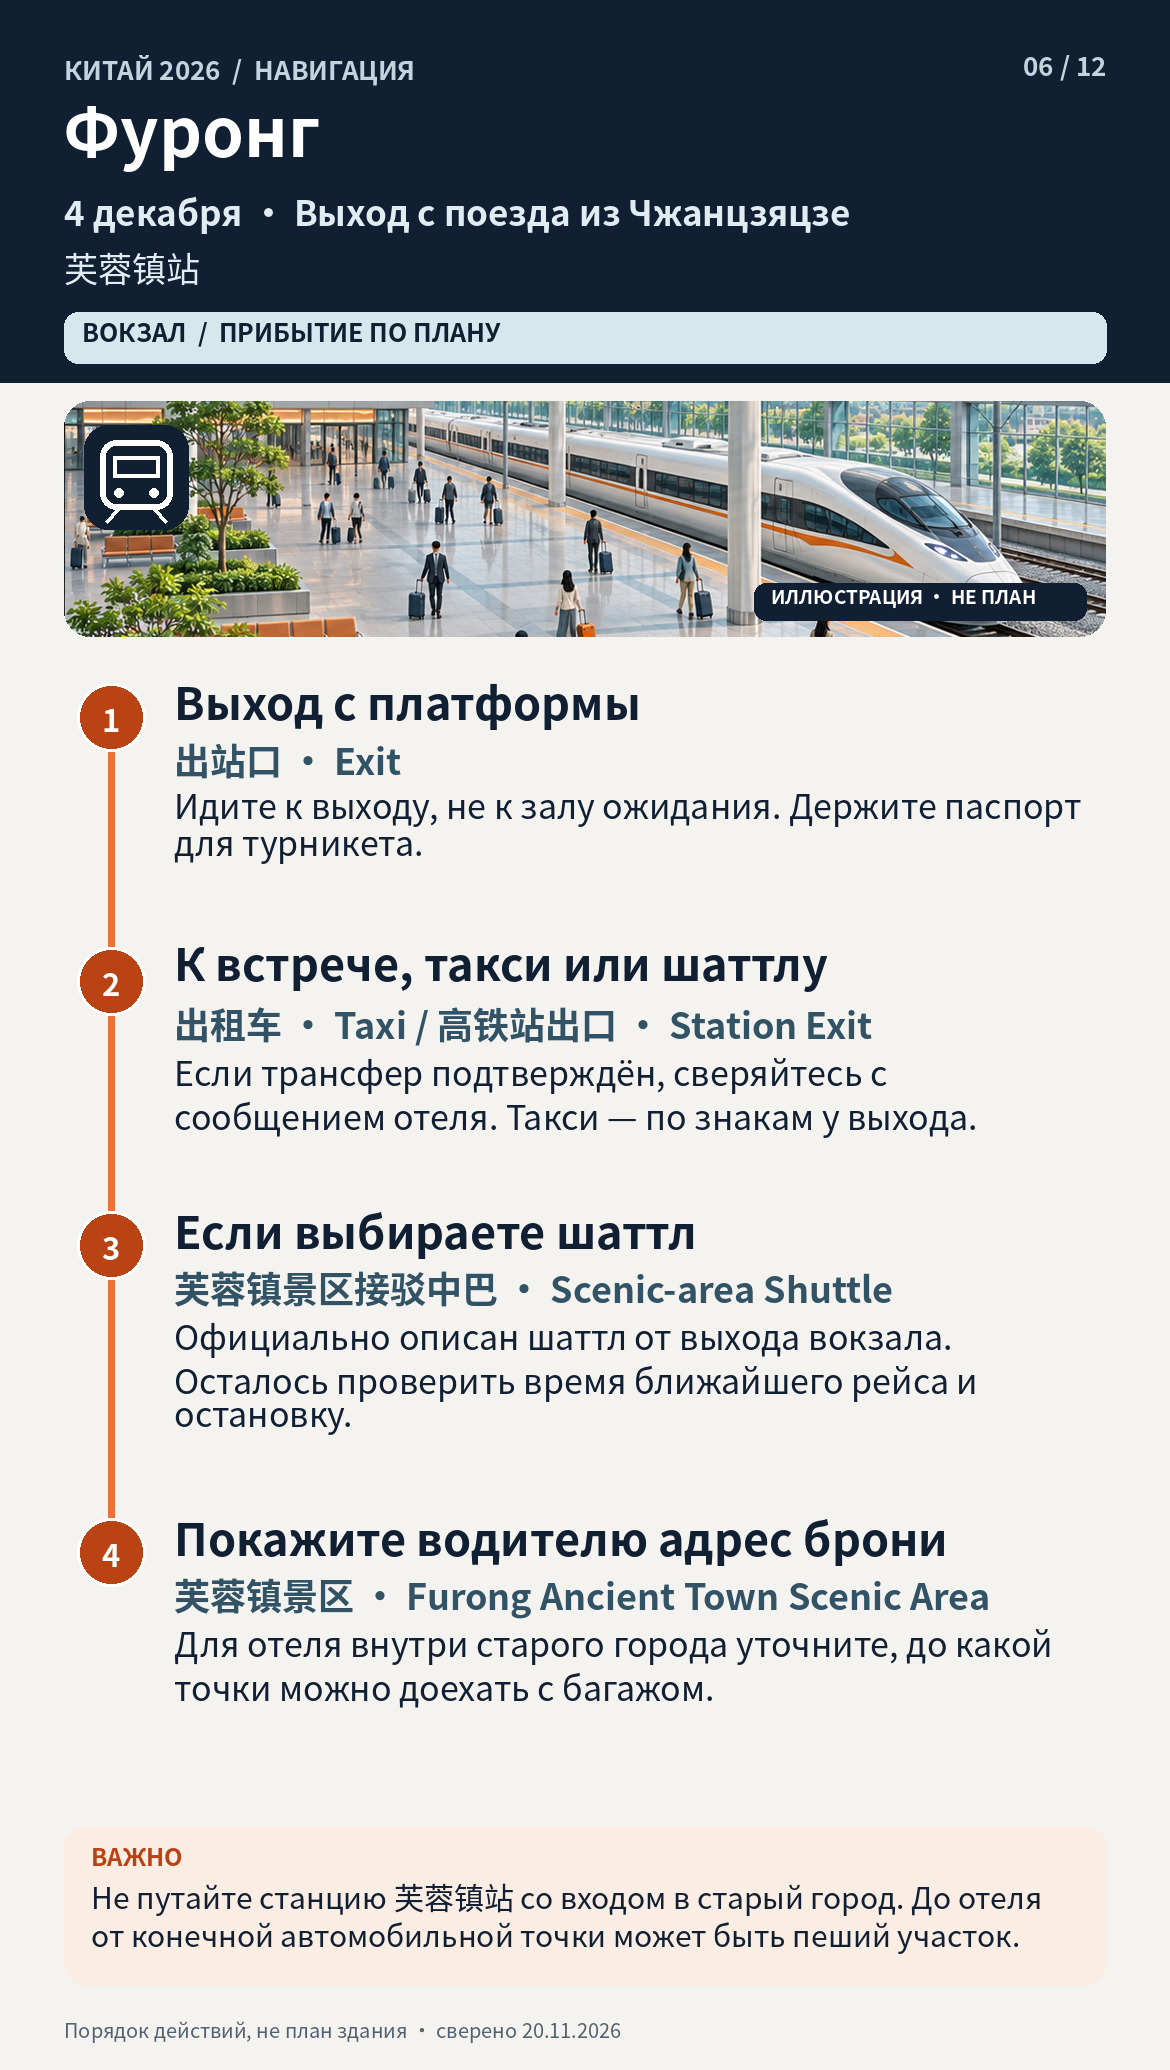 КИТАЙ 2026 / НАВИГАЦИЯ
06 / 12
Фуронг
4 декабря • Выход с поезда из Чжанцзяцзе
芙蓉镇站
ВОКЗАЛ / ПРИБЫТИЕ ПО ПЛАНУ
ИЛЛЮСТРАЦИЯ • НЕ ПЛАН
1
Выход с платформы
出站口 • Exit
Идите к выходу, не к залу ожидания. Держите паспорт
для турникета.
2
К встрече, такси или шаттлу
出租车 • Taxi / 高铁站出口 • Station Exit
Если трансфер подтверждён, сверяйтесь с
сообщением отеля. Такси — по знакам у выхода.
3
Если выбираете шаттл
芙蓉镇景区接驳中巴 • Scenic-area Shuttle
Официально описан шаттл от выхода вокзала.
Осталось проверить время ближайшего рейса и
остановку.
4
Покажите водителю адрес брони
芙蓉镇景区 • Furong Ancient Town Scenic Area
Для отеля внутри старого города уточните, до какой
точки можно доехать с багажом.
ВАЖНО
Не путайте станцию 芙蓉镇站 со входом в старый город. До отеля
от конечной автомобильной точки может быть пеший участок.
Порядок действий, не план здания • сверено 20.11.2026